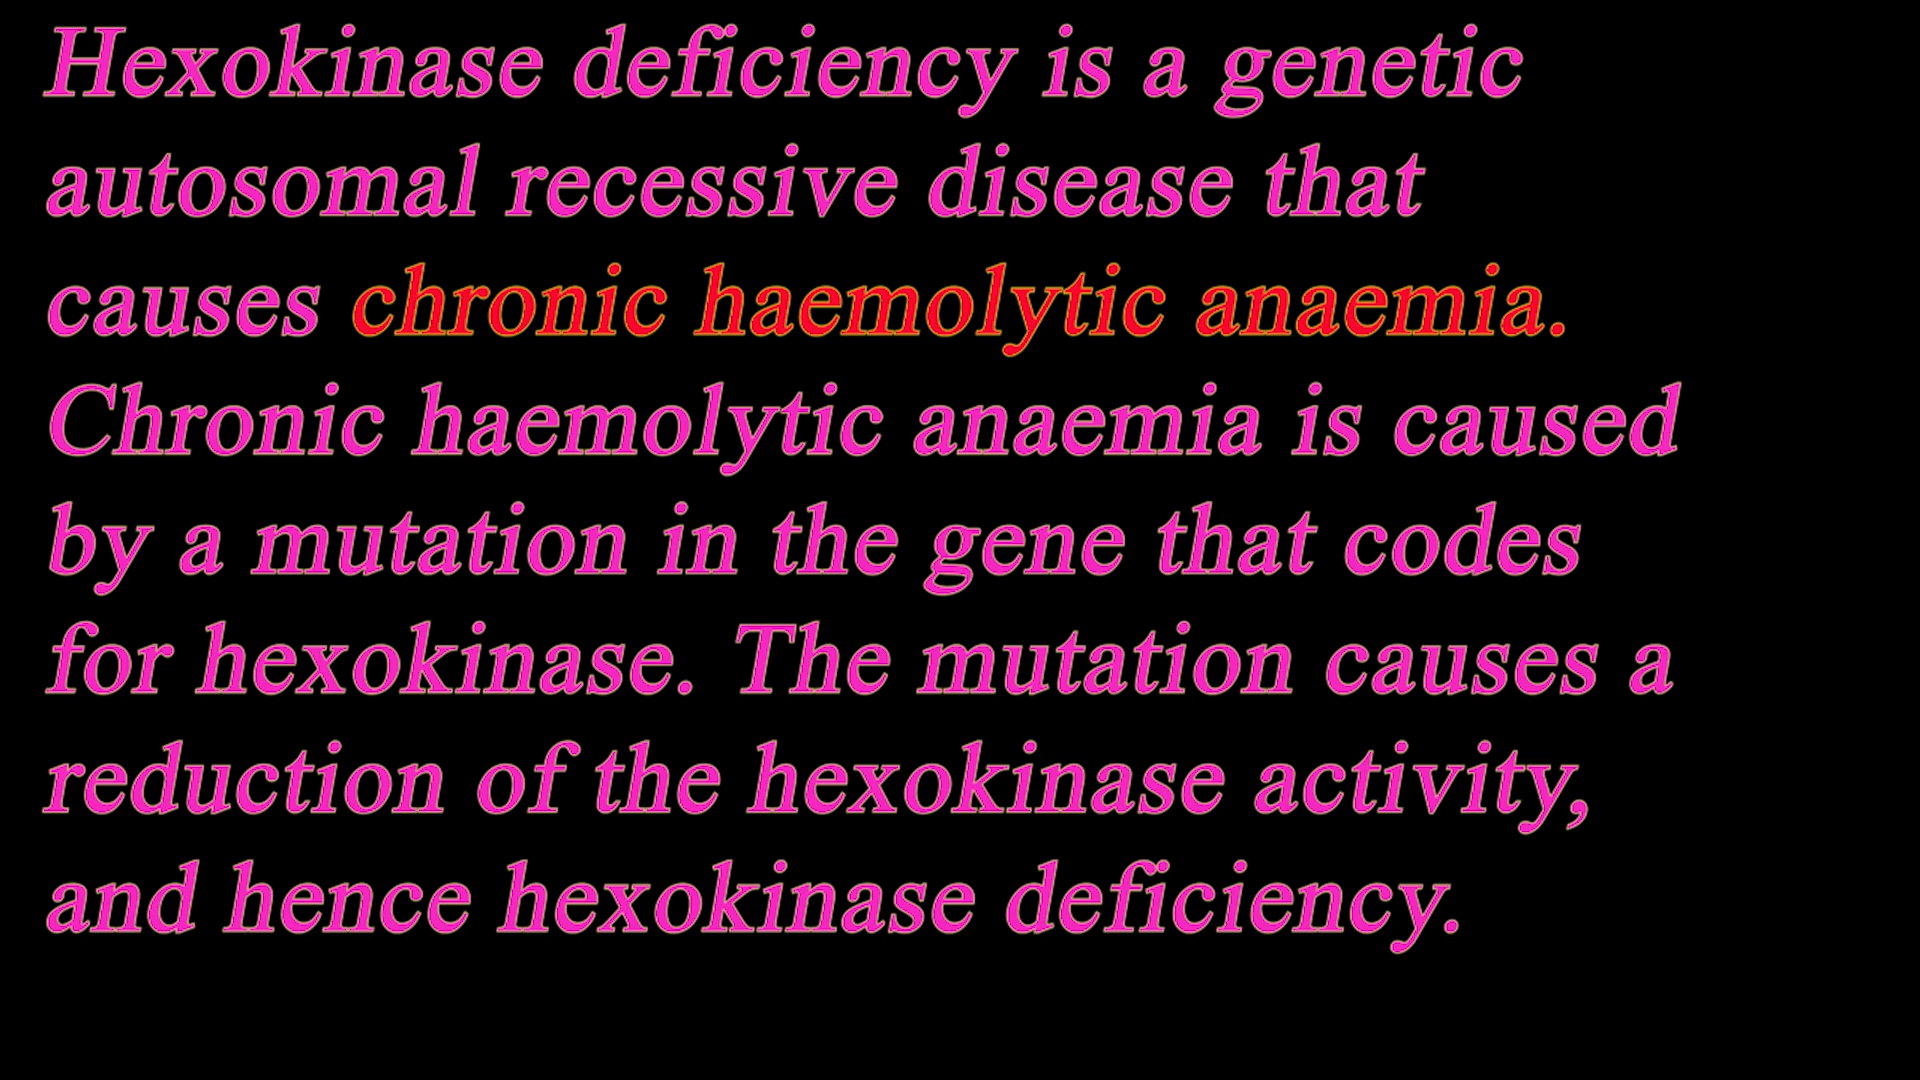 Hexokinase deficiency is a genetic
autosomal recessive disease that
causes chronic haemolytic anaemia.
Chronic haemolytic anaemia is caused
by a mutation in the gene that codes
for hexokinase. The mutation causes a
reduction of the hexokinase activity,
and hence hexokinase deficiency.